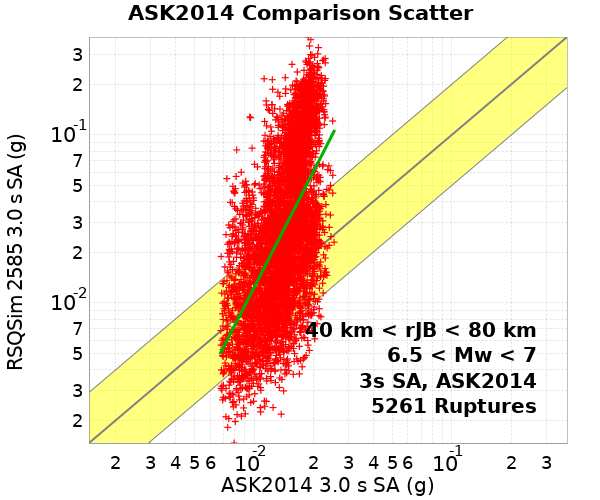 ASK2014 Comparison Scatter
RSQSim 2585 3.0 s SA (g)
3
2
10-1
7
5
3
2
10-2
7
5
3
2
40 km < rJB < 80 km
6.5 < Mw < 7
3s SA, ASK2014
5261 Ruptures
2 3 4 5 6 10-2 2 3 4 5 6 10-1 2 3
ASK2014 3.0 s SA (g)